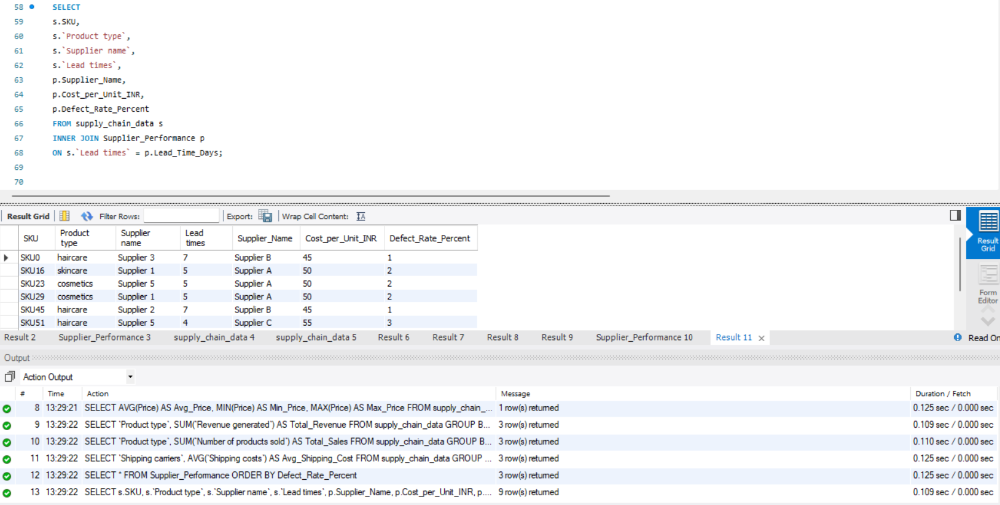 58 SELECT
59 s.SKU,
60 s.`Product type`,
61 s.`Supplier name`,
62 s.`Lead times`,
63 p.Supplier_Name,
64 p.Cost_per_Unit_INR,
65 p.Defect_Rate_Percent
66 FROM supply_chain_data s
67 INNER JOIN Supplier_Performance p
68 ON s.`Lead times` = p.Lead_Time_Days;
69
70
Result Grid Filter Rows: Export: Wrap Cell Content: IA
SKU Product type Supplier name Lead times Supplier_Name Cost_per_Unit_INR Defect_Rate_Percent
SKU0 haircare Supplier 3 7 Supplier B 45 1
SKU16 skincare Supplier 1 5 Supplier A 50 2
SKU23 cosmetics Supplier 5 5 Supplier A 50 2
SKU29 cosmetics Supplier 1 5 Supplier A 50 2
SKU45 haircare Supplier 2 7 Supplier B 45 1
SKU51 haircare Supplier 5 4 Supplier C 55 3
Result Grid
Form Editor
Result 2 Supplier_Performance 3 supply_chain_data 4 supply_chain_data 5 Result 6 Result 7 Result 8 Result 9 Supplier_Performance 10 Result 11 Read On
Output
Action Output
# Time Action Message Duration / Fetch
8 13:29:21 SELECT AVG(Price) AS Avg_Price, MIN(Price) AS Min_Price, MAX(Price) AS Max_Price FROM supply_chain_... 1 row(s) returned 0.125 sec / 0.000 sec
9 13:29:22 SELECT `Product type`, SUM(`Revenue generated`) AS Total_Revenue FROM supply_chain_data GROUP B... 3 row(s) returned 0.109 sec / 0.000 sec
10 13:29:22 SELECT `Product type`, SUM(`Number of products sold`) AS Total_Sales FROM supply_chain_data GROUP B... 3 row(s) returned 0.110 sec / 0.000 sec
11 13:29:22 SELECT `Shipping carriers`, AVG(`Shipping costs`) AS Avg_Shipping_Cost FROM supply_chain_data GROUP ... 3 row(s) returned 0.125 sec / 0.000 sec
12 13:29:22 SELECT * FROM Supplier_Performance ORDER BY Defect_Rate_Percent 3 row(s) returned 0.125 sec / 0.000 sec
13 13:29:22 SELECT s.SKU, s.`Product type`, s.`Supplier name`, s.`Lead times`, p.Supplier_Name, p.Cost_per_Unit_INR, p.... 9 row(s) returned 0.109 sec / 0.000 sec